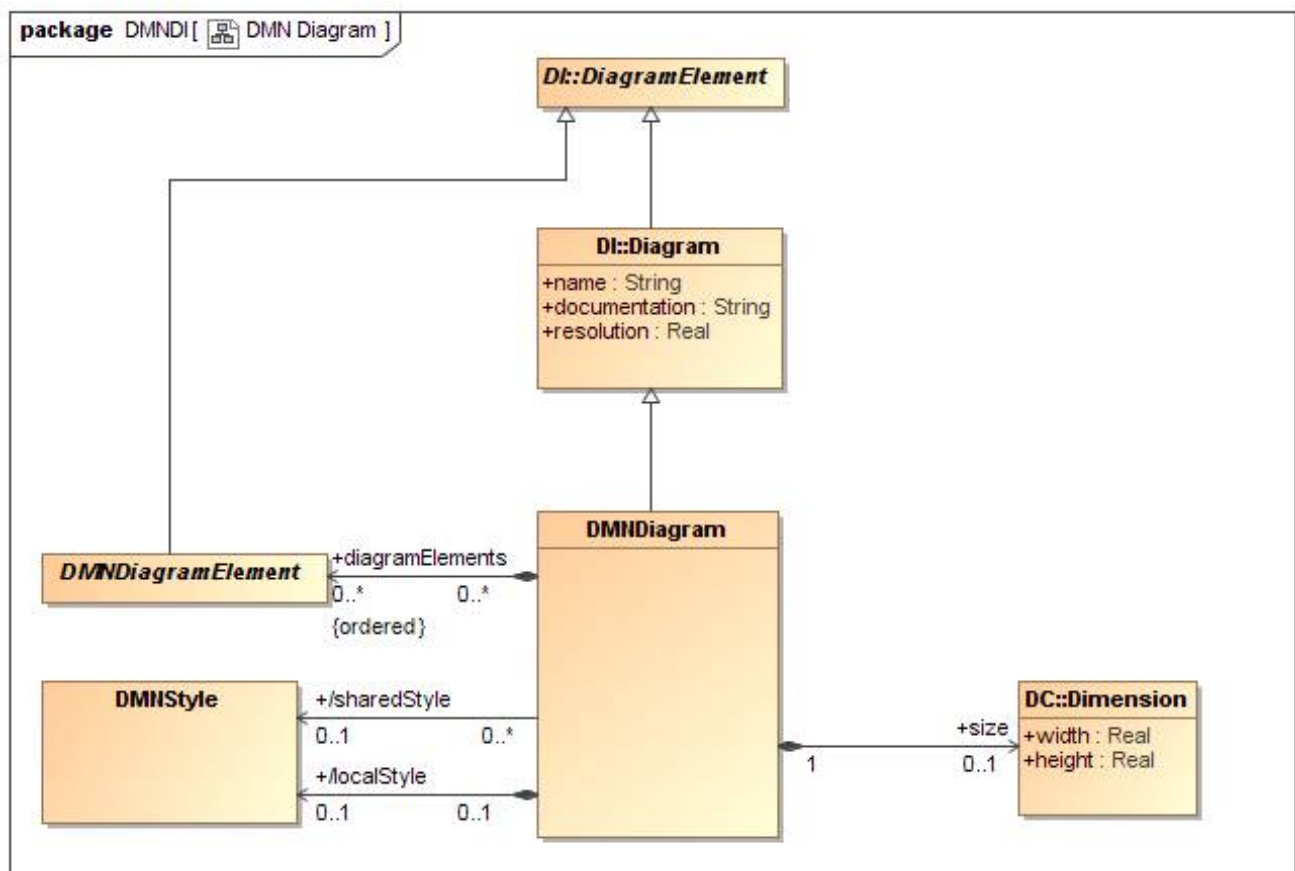 package DMNDI[ DMN Diagram ]
DI::DiagramElement
DI::Diagram
+name : String
+documentation : String
+resolution : Real
DMNDiagram
+diagramElements
DMNDiagramElement
0..* 0..*
{ordered}
DMNStyle
+/sharedStyle
0..1 0..*
+/localStyle
0..1 0..1
DC::Dimension
+size
+width : Real
1 0..1
+height : Real